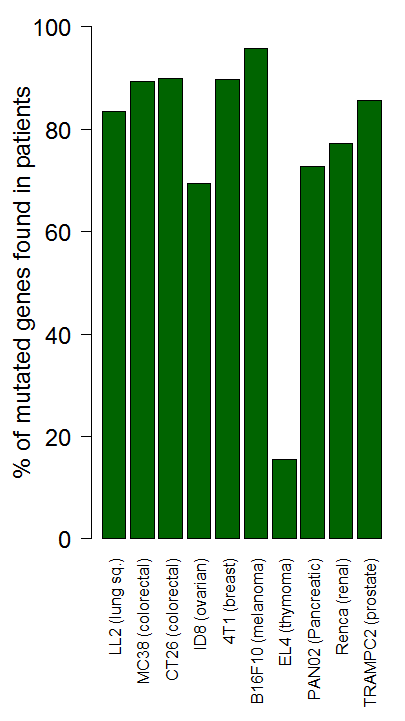 % of mutated genes found in patients
100
80
60
40
20
0
LL2 (lung sq.)
MC38 (colorectal)
CT26 (colorectal)
ID8 (ovarian)
4T1 (breast)
B16F10 (melanoma)
EL4 (thymoma)
PAN02 (Pancreatic)
Renca (renal)
TRAMPC2 (prostate)